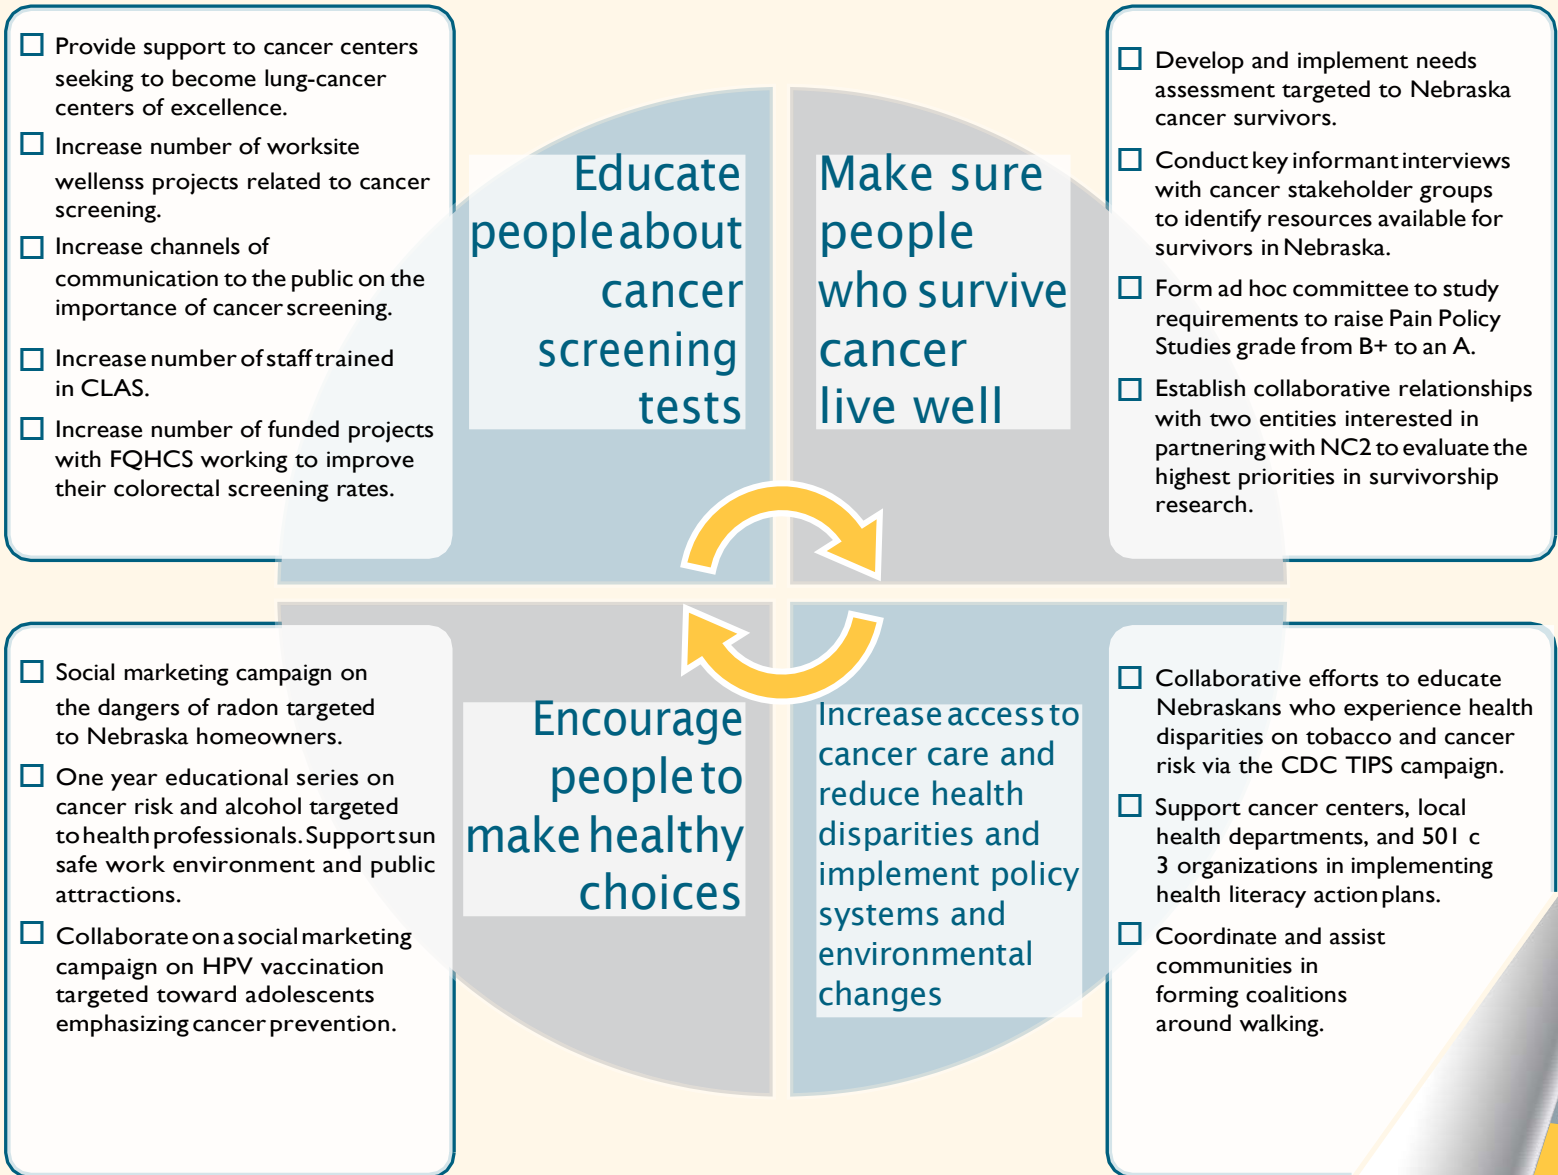 Provide support to cancer centers
seeking to become lung-cancer
centers of excellence.
Increase number of worksite
wellenss projects related to cancer
screening.
Increase channels of
communication to the public on the
importance of cancer screening.
Increase number of staff trained
in CLAS.
Increase number of funded projects
with FQHCS working to improve
their colorectal screening rates.
Educate
people about
cancer
screening
tests
Make sure
people
who survive
cancer
live well
Develop and implement needs
assessment targeted to Nebraska
cancer survivors.
Conduct key informant interviews
with cancer stakeholder groups
to identify resources available for
survivors in Nebraska.
Form ad hoc committee to study
requirements to raise Pain Policy
Studies grade from B+ to an A.
Establish collaborative relationships
with two entities interested in
partnering with NC2 to evaluate the
highest priorities in survivorship
research.
Social marketing campaign on
the dangers of radon targeted
to Nebraska homeowners.
One year educational series on
cancer risk and alcohol targeted
to health professionals. Support sun
safe work environment and public
attractions.
Collaborate on a social marketing
campaign on HPV vaccination
targeted toward adolescents
emphasizing cancer prevention.
Encourage
people to
make healthy
choices
Increase access to
cancer care and
reduce health
disparities and
implement policy
systems and
environmental
changes
Collaborative efforts to educate
Nebraskans who experience health
disparities on tobacco and cancer
risk via the CDC TIPS campaign.
Support cancer centers, local
health departments, and 501 c
3 organizations in implementing
health literacy action plans.
Coordinate and assist
communities in
forming coalitions
around walking.